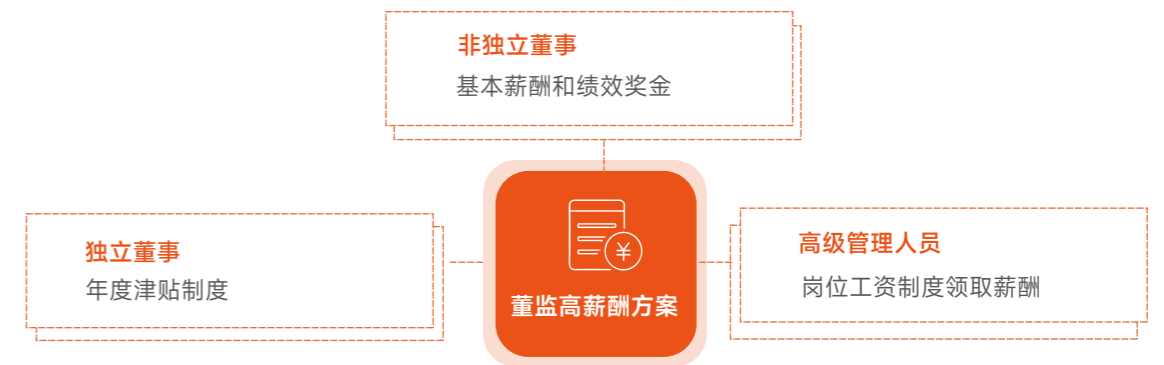 非独立董事
基本薪酬和绩效奖金
独立董事
年度津贴制度
¥
董监高薪酬方案
高级管理人员
岗位工资制度领取薪酬